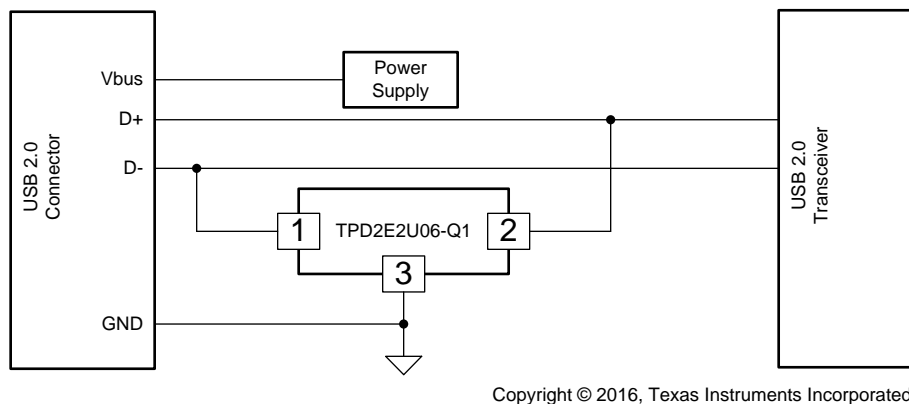 USB 2.0
Connector
Vbus
D+
D-
GND
Power
Supply
1
TPD2E2U06-Q1
2
3
USB 2.0
Transceiver
Copyright © 2016, Texas Instruments Incorporated